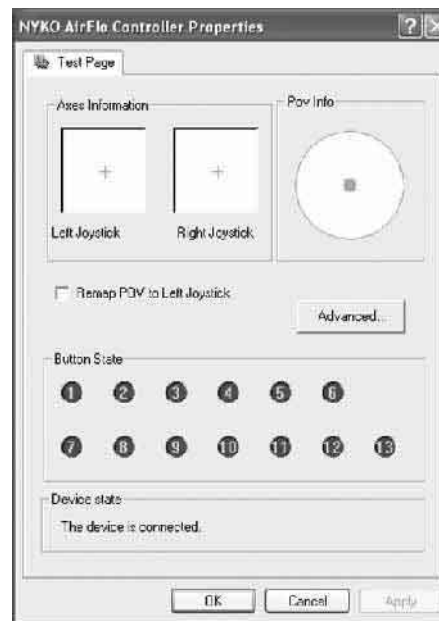 NYKO AirFlo Controller Properties
Test Page
Axes Information
Pov Info
Left Joystick
Right Joystick
Remap POV to Left Joystick
Advanced...
Button State
1 2 3 4 5 6
7 8 9 10 11 12 13
Device state
The device is connected.
OK Cancel Apply